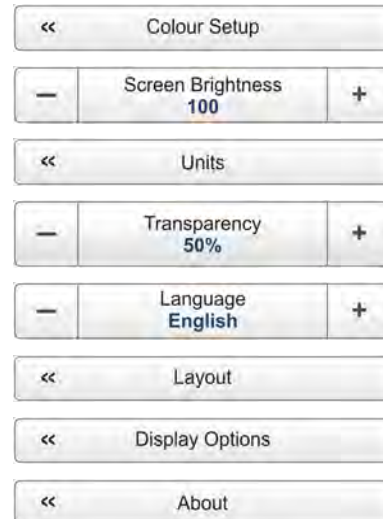 « Colour Setup
— Screen Brightness +
100
« Units
— Transparency +
50%
— Language +
English
« Layout
« Display Options
« About